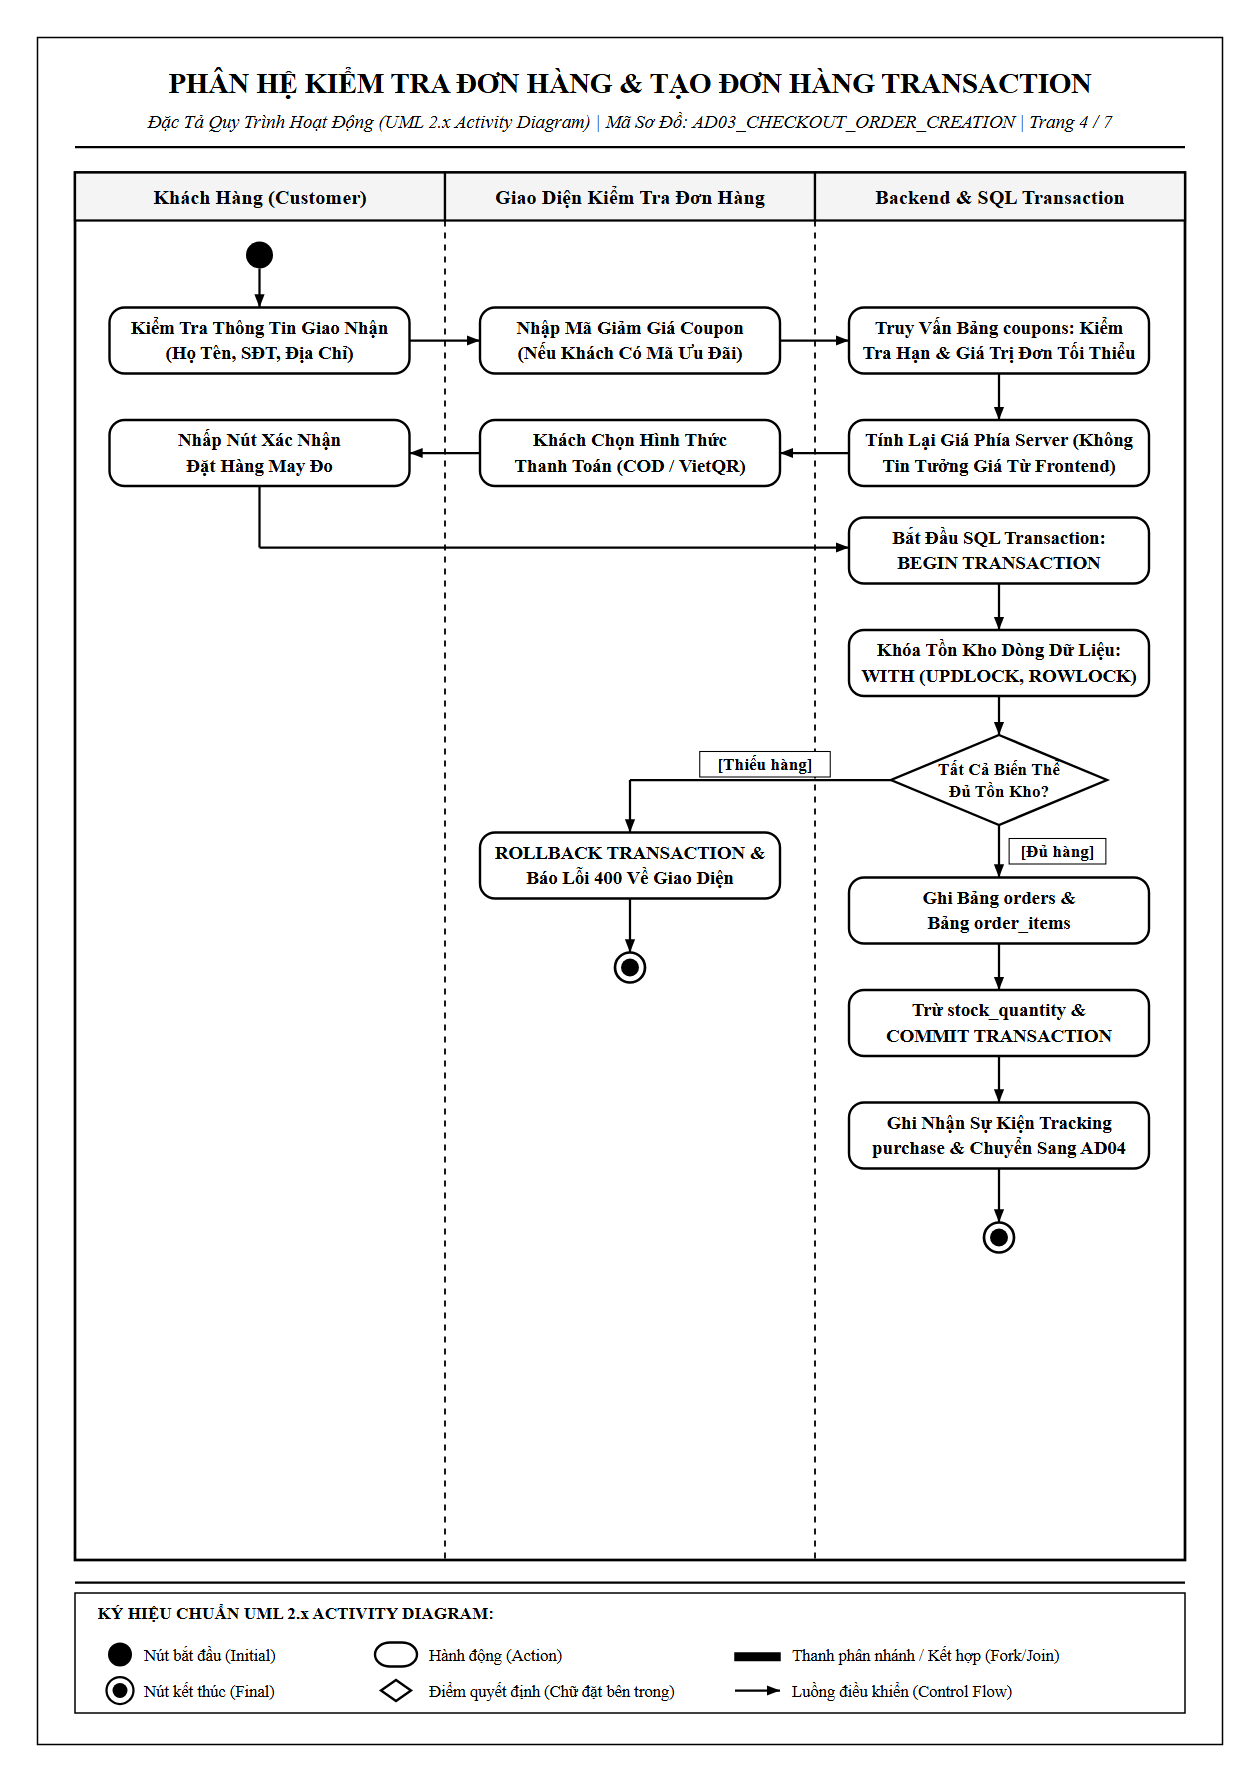 PHÂN HỆ KIỂM TRA ĐƠN HÀNG & TẠO ĐƠN HÀNG TRANSACTION
Đặc Tả Quy Trình Hoạt Động (UML 2.x Activity Diagram) | Mã Sơ Đồ: AD03_CHECKOUT_ORDER_CREATION | Trang 4 / 7
Khách Hàng (Customer)
Giao Diện Kiểm Tra Đơn Hàng
Backend & SQL Transaction
Kiểm Tra Thông Tin Giao Nhận
(Họ Tên, SĐT, Địa Chỉ)
Nhập Mã Giảm Giá Coupon
(Nếu Khách Có Mã Ưu Đãi)
Truy Vấn Bảng coupons: Kiểm
Tra Hạn & Giá Trị Đơn Tối Thiểu
Nhấp Nút Xác Nhận
Đặt Hàng May Đo
Khách Chọn Hình Thức
Thanh Toán (COD / VietQR)
Tính Lại Giá Phía Server (Không
Tin Tưởng Giá Từ Frontend)
Bắt Đầu SQL Transaction:
BEGIN TRANSACTION
Khóa Tồn Kho Dòng Dữ Liệu:
WITH (UPDLOCK, ROWLOCK)
[Thiếu hàng]
Tất Cả Biến Thể
Đủ Tồn Kho?
ROLLBACK TRANSACTION &
Báo Lỗi 400 Về Giao Diện
[Đủ hàng]
Ghi Bảng orders &
Bảng order_items
Trừ stock_quantity &
COMMIT TRANSACTION
Ghi Nhận Sự Kiện Tracking
purchase & Chuyển Sang AD04
KÝ HIỆU CHUẨN UML 2.x ACTIVITY DIAGRAM:
Nút bắt đầu (Initial)
Hành động (Action)
Thanh phân nhánh / Kết hợp (Fork/Join)
Nút kết thúc (Final)
Điểm quyết định (Chữ đặt bên trong)
Luồng điều khiển (Control Flow)